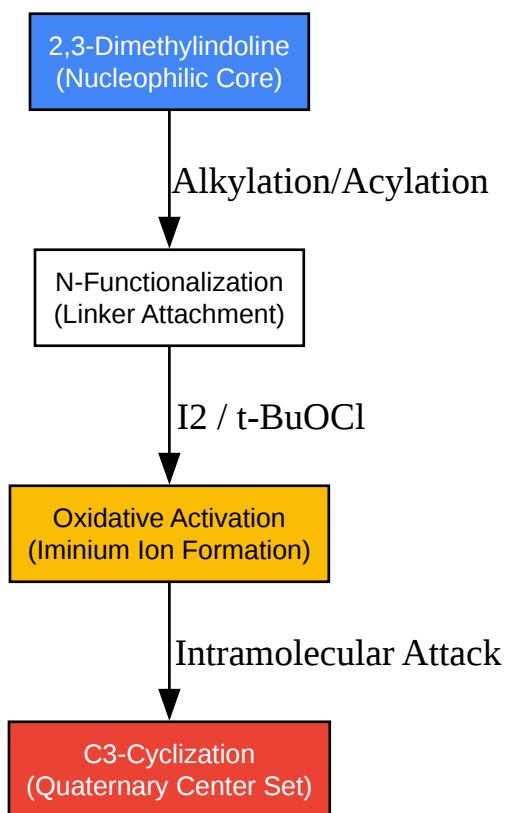 2,3-Dimethylindoline
(Nucleophilic Core)
Alkylation/Acylation
N-Functionalization
(Linker Attachment)
I2 / t-BuOCl
Oxidative Activation
(Iminium Ion Formation)
Intramolecular Attack
C3-Cyclization
(Quaternary Center Set)